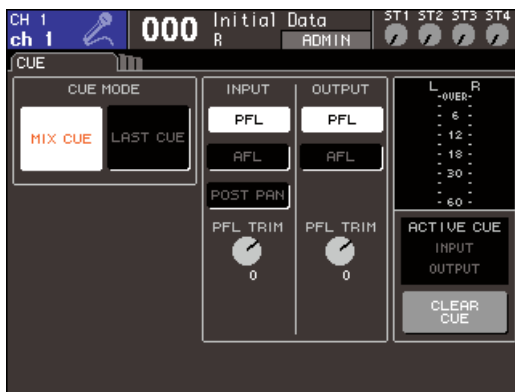 CH 1
ch 1
000
Initial Data
R
ADMIN
ST1 ST2 ST3 ST4
CUE
CUE MODE
MIX CUE
LAST CUE
INPUT
PFL
AFL
POST PAN
PFL TRIM
0
OUTPUT
PFL
AFL
PFL TRIM
0
L R
-OVER-
- 6 -
- 12 -
- 18 -
- 30 -
- 60 -
ACTIVE CUE
INPUT
OUTPUT
CLEAR
CUE